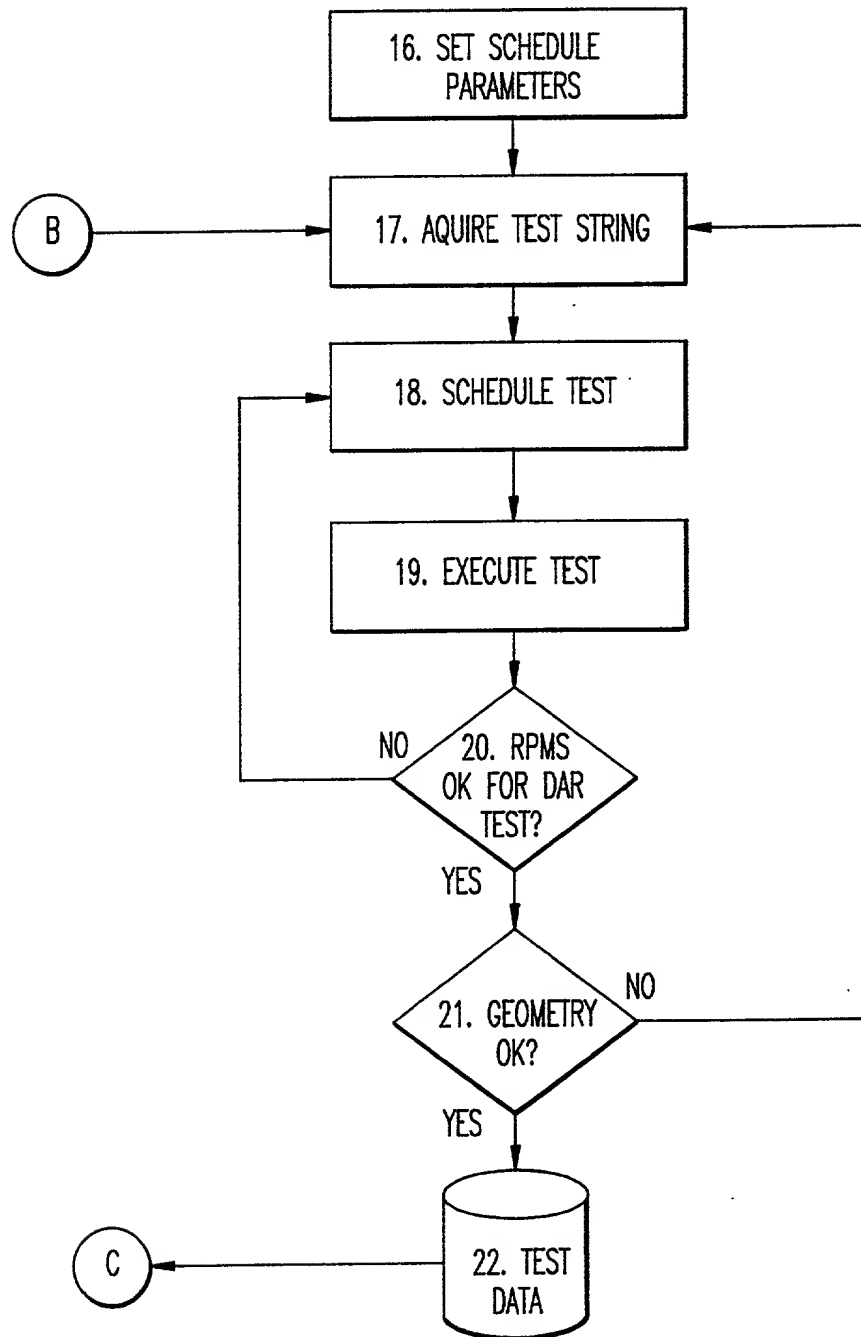 16. SET SCHEDULE
PARAMETERS
B
17. AQUIRE TEST STRING
18. SCHEDULE TEST
19. EXECUTE TEST
NO
20. RPMS
OK FOR DAR
TEST?
YES
NO
21. GEOMETRY
OK?
YES
C
22. TEST
DATA